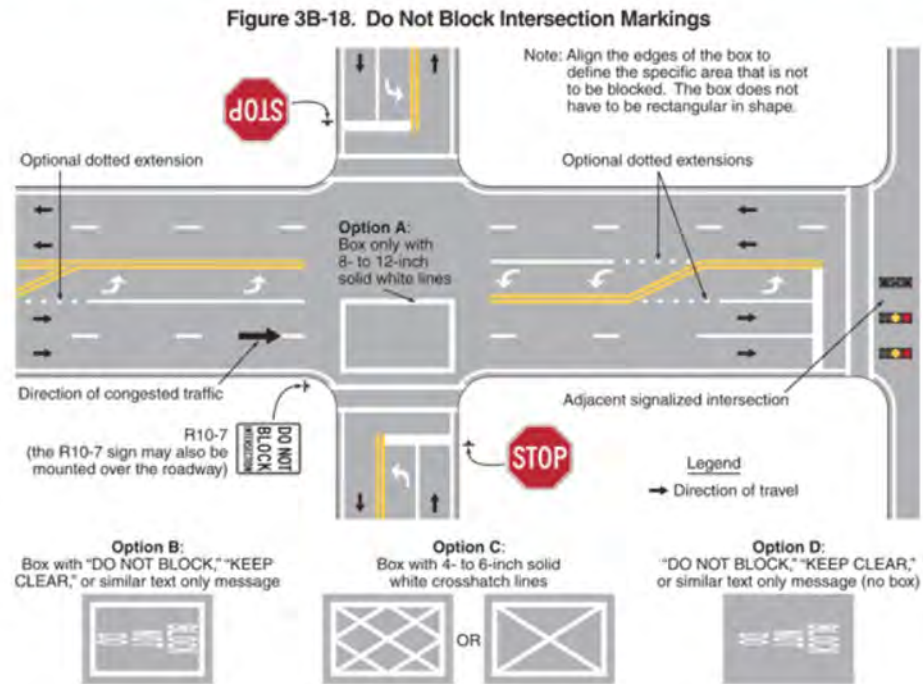 Figure 3B-18. Do Not Block Intersection Markings
Note: Align the edges of the box to
define the specific area that is not
to be blocked. The box does not
have to be rectangular in shape.
STOP
Optional dotted extension
Optional dotted extensions
Option A:
Box only with
8- to 12-inch
solid white lines
Direction of congested traffic
Adjacent signalized intersection
R10-7
(the R10-7 sign may also be
mounted over the roadway)
DO NOT
BLOCK
INTERSECTION
STOP
Legend
Direction of travel
Option B:
Box with "DO NOT BLOCK," "KEEP
CLEAR," or similar text only message
Option C:
Box with 4- to 6-inch solid
white crosshatch lines
Option D:
"DO NOT BLOCK," "KEEP CLEAR,"
or similar text only message (no box)
DO NOT BLOCK
OR
DO NOT BLOCK